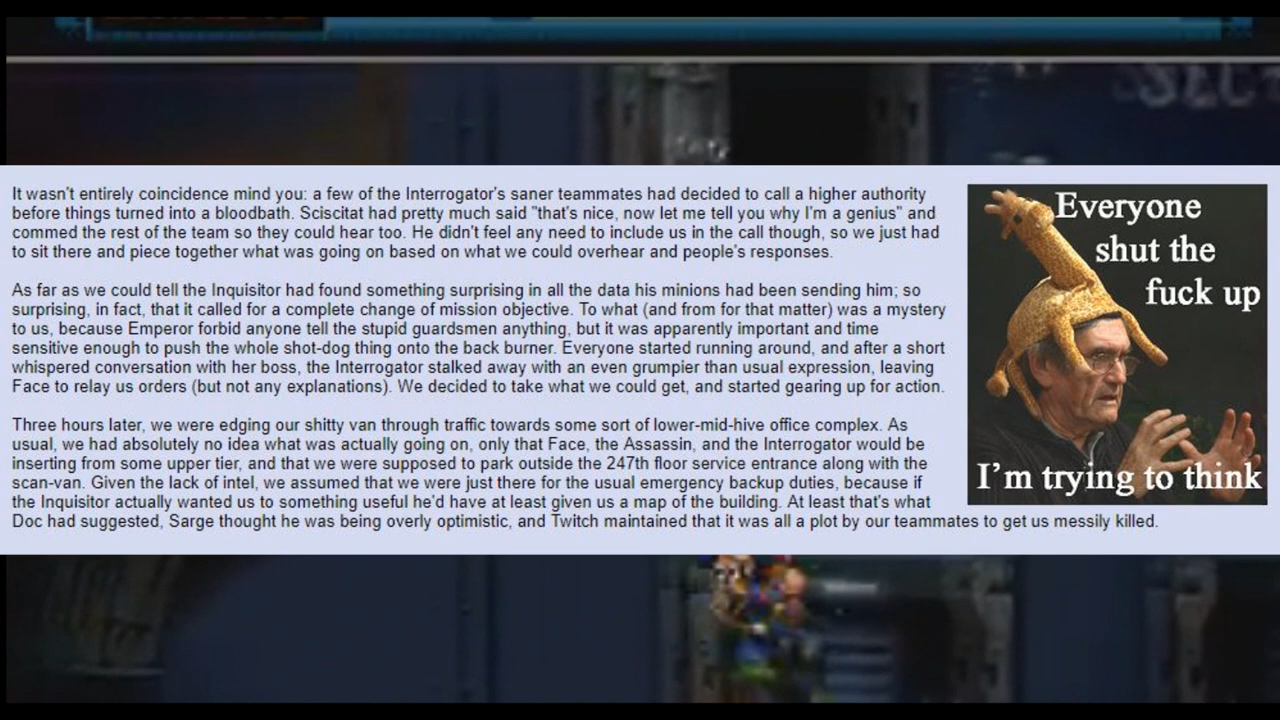 It wasn't entirely coincidence mind you: a few of the Interrogator's saner teammates had decided to call a higher authority
before things turned into a bloodbath. Sciscitat had pretty much said "that's nice, now let me tell you why I'm a genius" and
commed the rest of the team so they could hear too. He didn't feel any need to include us in the call though, so we just had
to sit there and piece together what was going on based on what we could overhear and people's responses.
As far as we could tell the Inquisitor had found something surprising in all the data his minions had been sending him; so
surprising, in fact, that it called for a complete change of mission objective. To what (and from for that matter) was a mystery
to us, because Emperor forbid anyone tell the stupid guardsmen anything, but it was apparently important and time
sensitive enough to push the whole shot-dog thing onto the back burner. Everyone started running around, and after a short
whispered conversation with her boss, the Interrogator stalked away with an even grumpier than usual expression, leaving
Face to relay us orders (but not any explanations). We decided to take what we could get, and started gearing up for action.
Three hours later, we were edging our shitty van through traffic towards some sort of lower-mid-hive office complex. As
usual, we had absolutely no idea what was actually going on, only that Face, the Assassin, and the Interrogator would be
inserting from some upper tier, and that we were supposed to park outside the 247th floor service entrance along with the
scan-van. Given the lack of intel, we assumed that we were just there for the usual emergency backup duties, because if
the Inquisitor actually wanted us to something useful he'd have at least given us a map of the building. At least that's what
Doc had suggested, Sarge thought he was being overly optimistic, and Twitch maintained that it was all a plot by our teammates to get us messily killed.
Everyone
shut the
fuck up
I'm trying to think